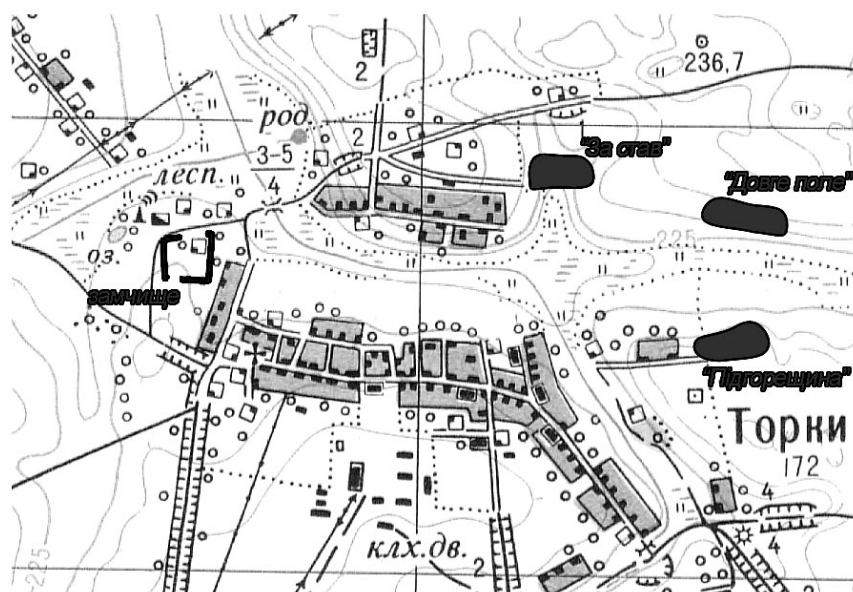 2
236,7
род.
2
"За став"
3-5
4
лесп.
"Довге поле"
225
оз.
замчище
"Підгорещина"
Торки
172
4
клх.дв.
4
2
225
2